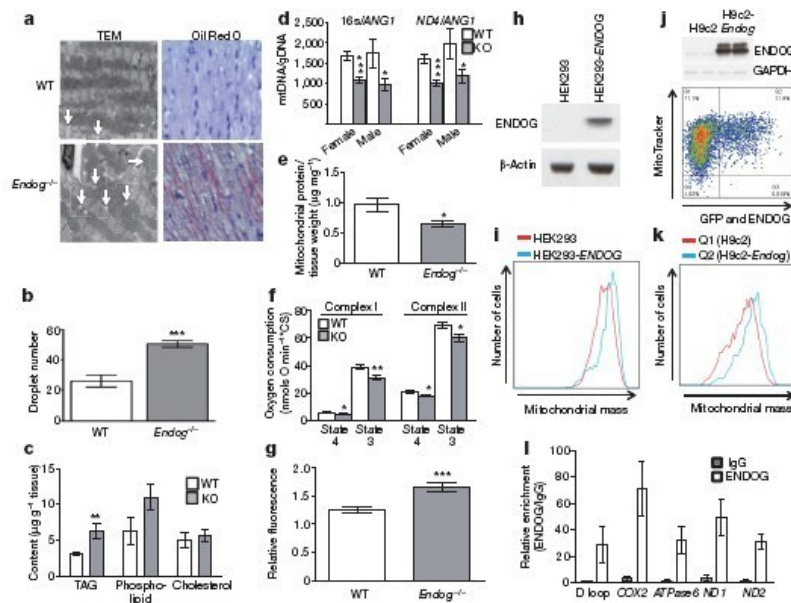 a
TEM
Oil Red O
WT
Endog–/–
b
Droplet number
60
40
20
0
***
WT
Endog–/–
c
Content (µg g–1 tissue)
15
10
5
0
WT
KO
**
TAG
Phospho-
lipid
Cholesterol
d
16s/ANG1
ND4/ANG1
WT
KO
mtDNA/gDNA
2,500
2,000
1,500
1,000
500
0
***
*
***
*
Female
Male
Female
Male
e
Mitochondrial protein/
tissue weight (µg mg–1)
1.5
1.0
0.5
0
*
WT
Endog–/–
f
Complex I
Complex II
WT
KO
Oxygen consumption
(nmols O min–1*CS)
80
60
40
20
0
*
**
*
*
State
4
State
3
State
4
State
3
g
Relative fluorescence
2.0
1.5
1.0
0.5
0
***
WT
Endog–/–
h
HEK293
HEK293-ENDOG
ENDOG
β-Actin
i
HEK293
HEK293-ENDOG
Number of cells
Mitochondrial mass
j
H9c2
H9c2-
Endog
ENDOG
GAPDH
MitoTracker
Q1
Q2
GFP and ENDOG
k
Q1 (H9c2)
Q2 (H9c2-Endog)
Number of cells
Mitochondrial mass
l
IgG
ENDOG
Relative enrichment
(ENDOG/IgG)
100
80
60
40
20
0
D loop
COX2
ATPase6
ND1
ND2